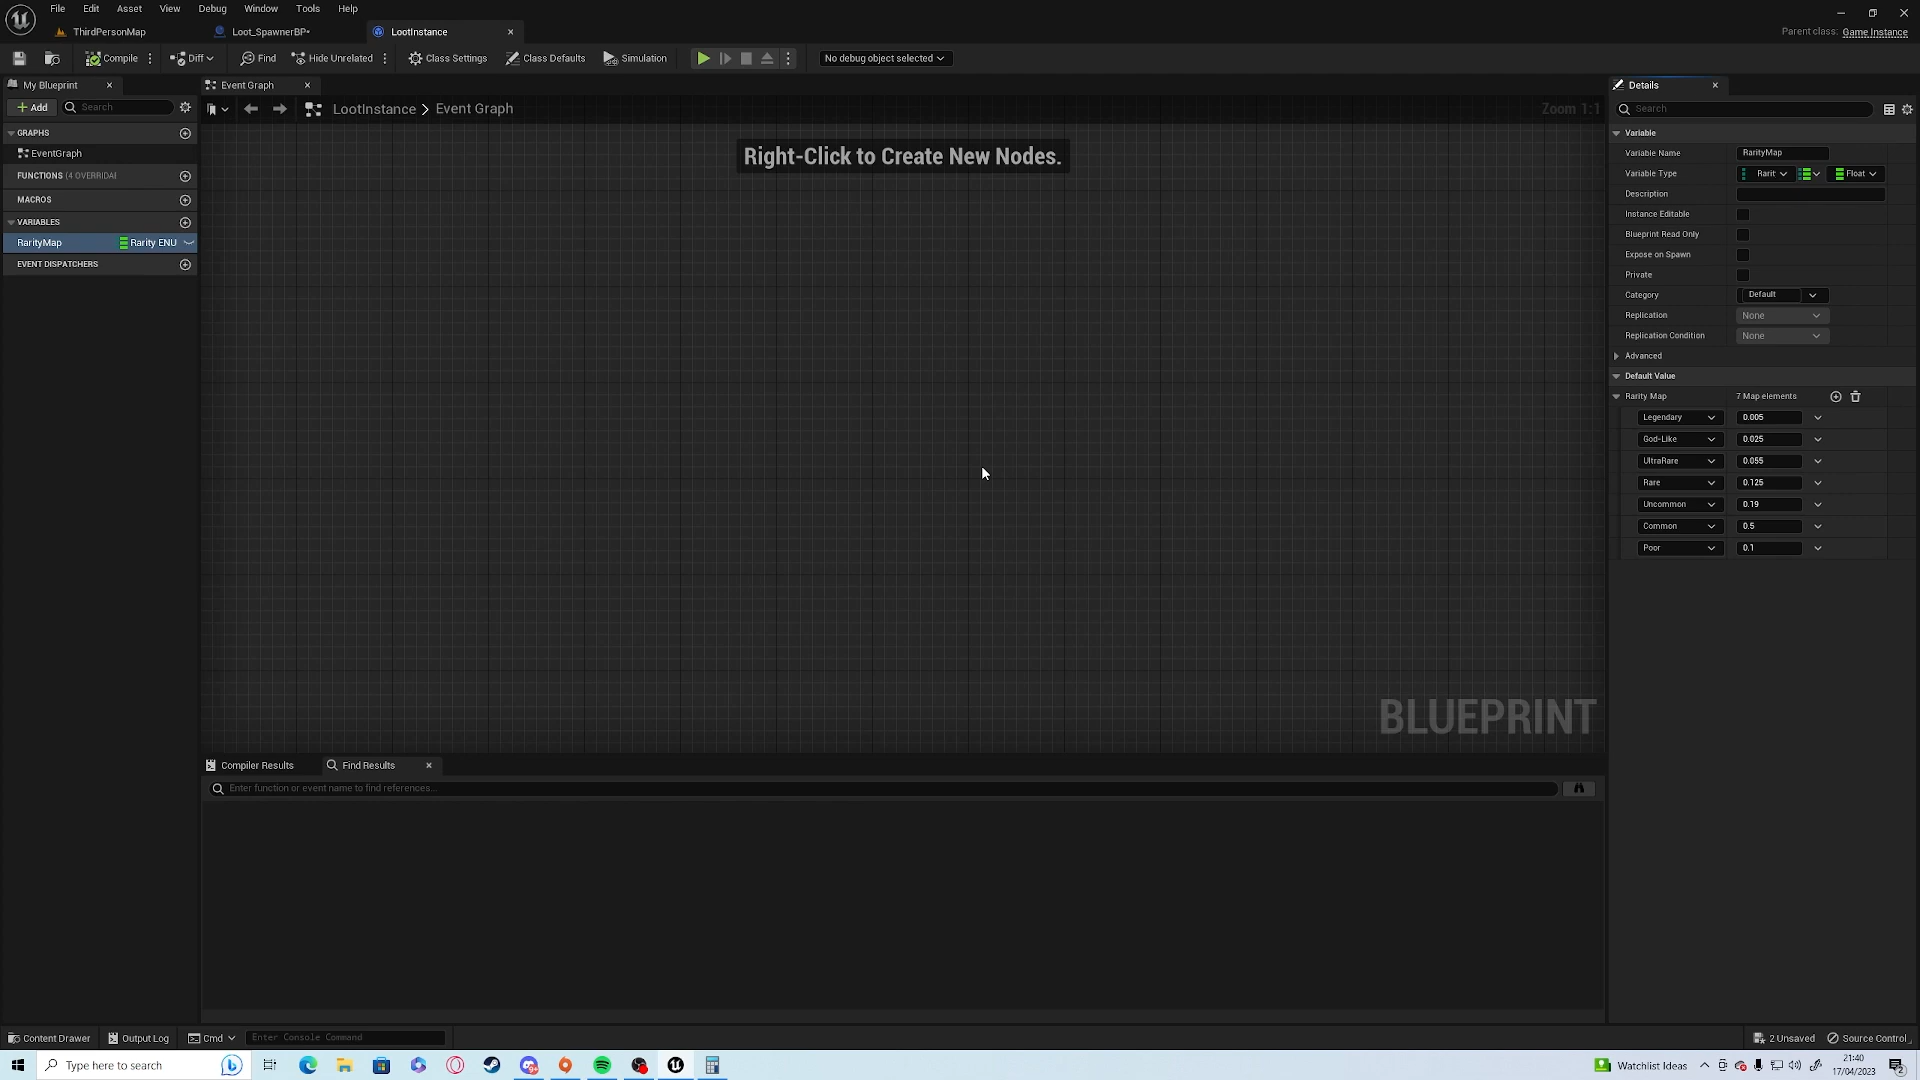 File Edit Asset View Debug Window Tools Help
ThirdPersonMap Loot_SpawnerBP* LootInstance
Parent class: Game Instance
Compile Diff Find Hide Unrelated Class Settings Class Defaults Simulation No debug object selected
My Blueprint
Event Graph
Details
Add Search
LootInstance > Event Graph
Zoom 1:1
Search
GRAPHS
EventGraph
FUNCTIONS (4 OVERRIDAI
MACROS
VARIABLES
RarityMap Rarity ENU
EVENT DISPATCHERS
Right-Click to Create New Nodes.
BLUEPRINT
Variable
Variable Name RarityMap
Variable Type Rarit Float
Description
Instance Editable
Blueprint Read Only
Expose on Spawn
Private
Category Default
Replication None
Replication Condition None
Advanced
Default Value
Rarity Map 7 Map elements
Legendary 0.005
God-Like 0.025
UltraRare 0.055
Rare 0.125
Uncommon 0.19
Common 0.5
Poor 0.1
Compiler Results Find Results
Enter function or event name to find references...
Content Drawer Output Log Cmd Enter Console Command
2 Unsaved Source Control
Type here to search
Watchlist Ideas
21:40
17/04/2023
2